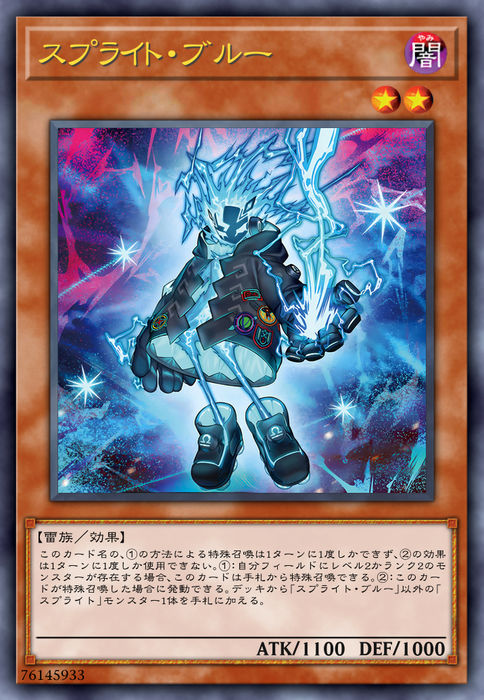 スプライト・ブルー
やみ
闇
【雷族／効果】
このカード名の、①の方法による特殊召喚は1ターンに1度しかできず、②の効果
は1ターンに1度しか使用できない。①：自分フィールドにレベル2かランク2のモ
ンスターが存在する場合、このカードは手札から特殊召喚できる。②：このカー
ドが特殊召喚した場合に発動できる。デッキから「スプライト・ブルー」以外の「
スプライト」モンスター1体を手札に加える。
ATK/1100 DEF/1000
76145933